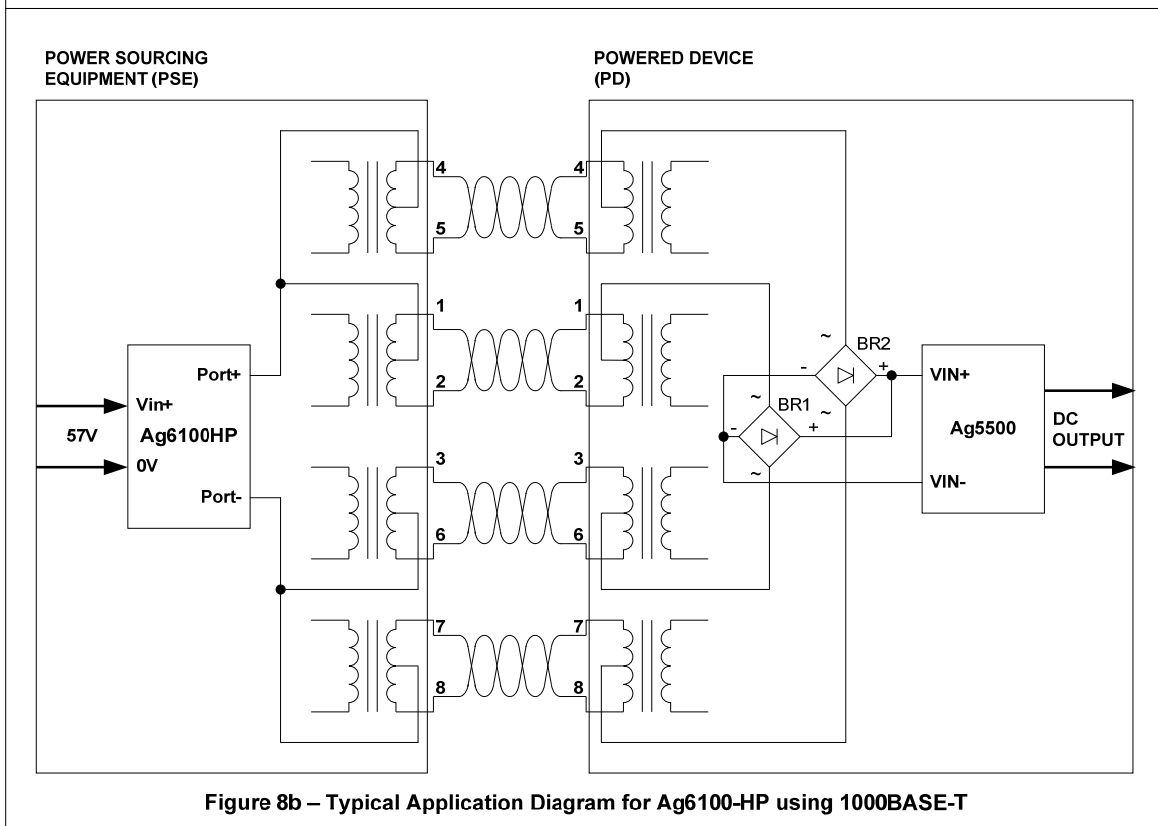 POWER SOURCING
EQUIPMENT (PSE)
POWERED DEVICE
(PD)
4
4
5
5
1
1
2
2
~
BR2
-
+
Port+
VIN+
~
~
BR1
Vin+
-
+
57V
Ag6100HP
Ag5500
DC
OUTPUT
0V
3
3
~
Port-
VIN-
6
6
7
7
8
8
Figure 8b – Typical Application Diagram for Ag6100-HP using 1000BASE-T